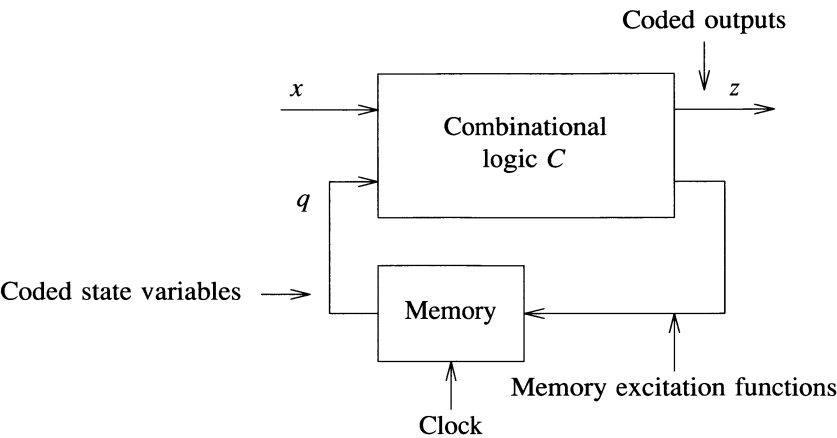 Coded outputs
x
z
Combinational
logic C
q
Coded state variables
Memory
Memory excitation functions
Clock